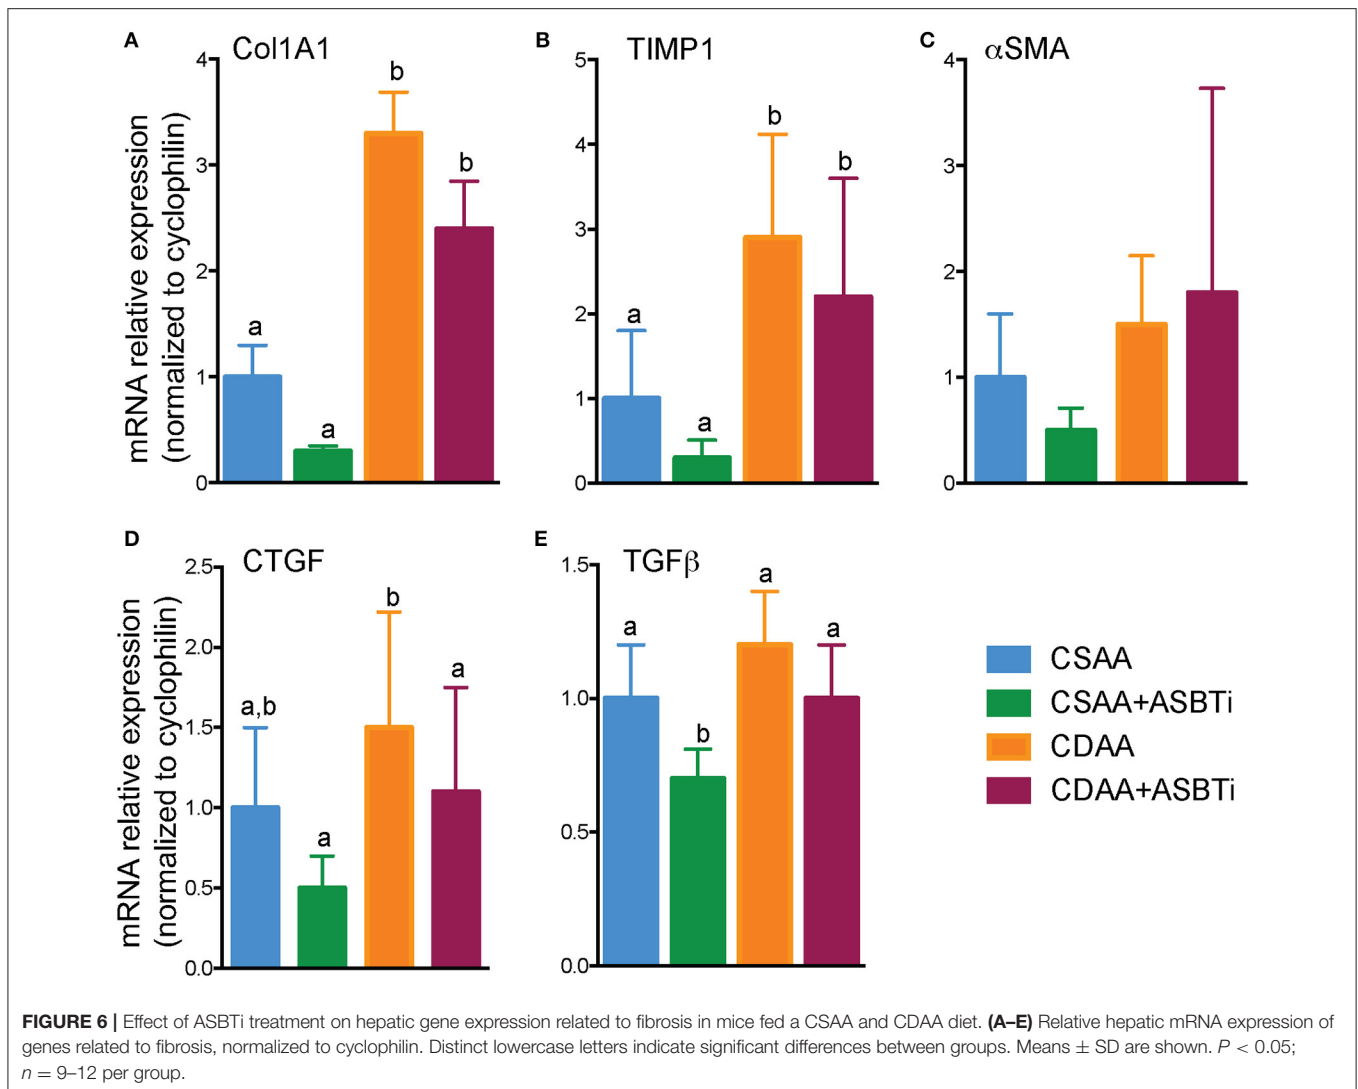 A
Col1A1
B
TIMP1
C
αSMA
mRNA relative expression
(normalized to cyclophilin)
4
3
2
1
0
a
a
b
b
5
4
3
2
1
0
a
a
b
b
4
3
2
1
0
D
CTGF
E
TGFβ
mRNA relative expression
(normalized to cyclophilin)
2.5
2.0
1.5
1.0
0.5
0.0
a,b
a
b
a
1.5
1.0
0.5
0.0
a
b
a
a
CSAA
CSAA+ASBTi
CDAA
CDAA+ASBTi
FIGURE 6 | Effect of ASBTi treatment on hepatic gene expression related to fibrosis in mice fed a CSAA and CDAA diet. (A–E) Relative hepatic mRNA expression of
genes related to fibrosis, normalized to cyclophilin. Distinct lowercase letters indicate significant differences between groups. Means ± SD are shown. P < 0.05;
n = 9–12 per group.